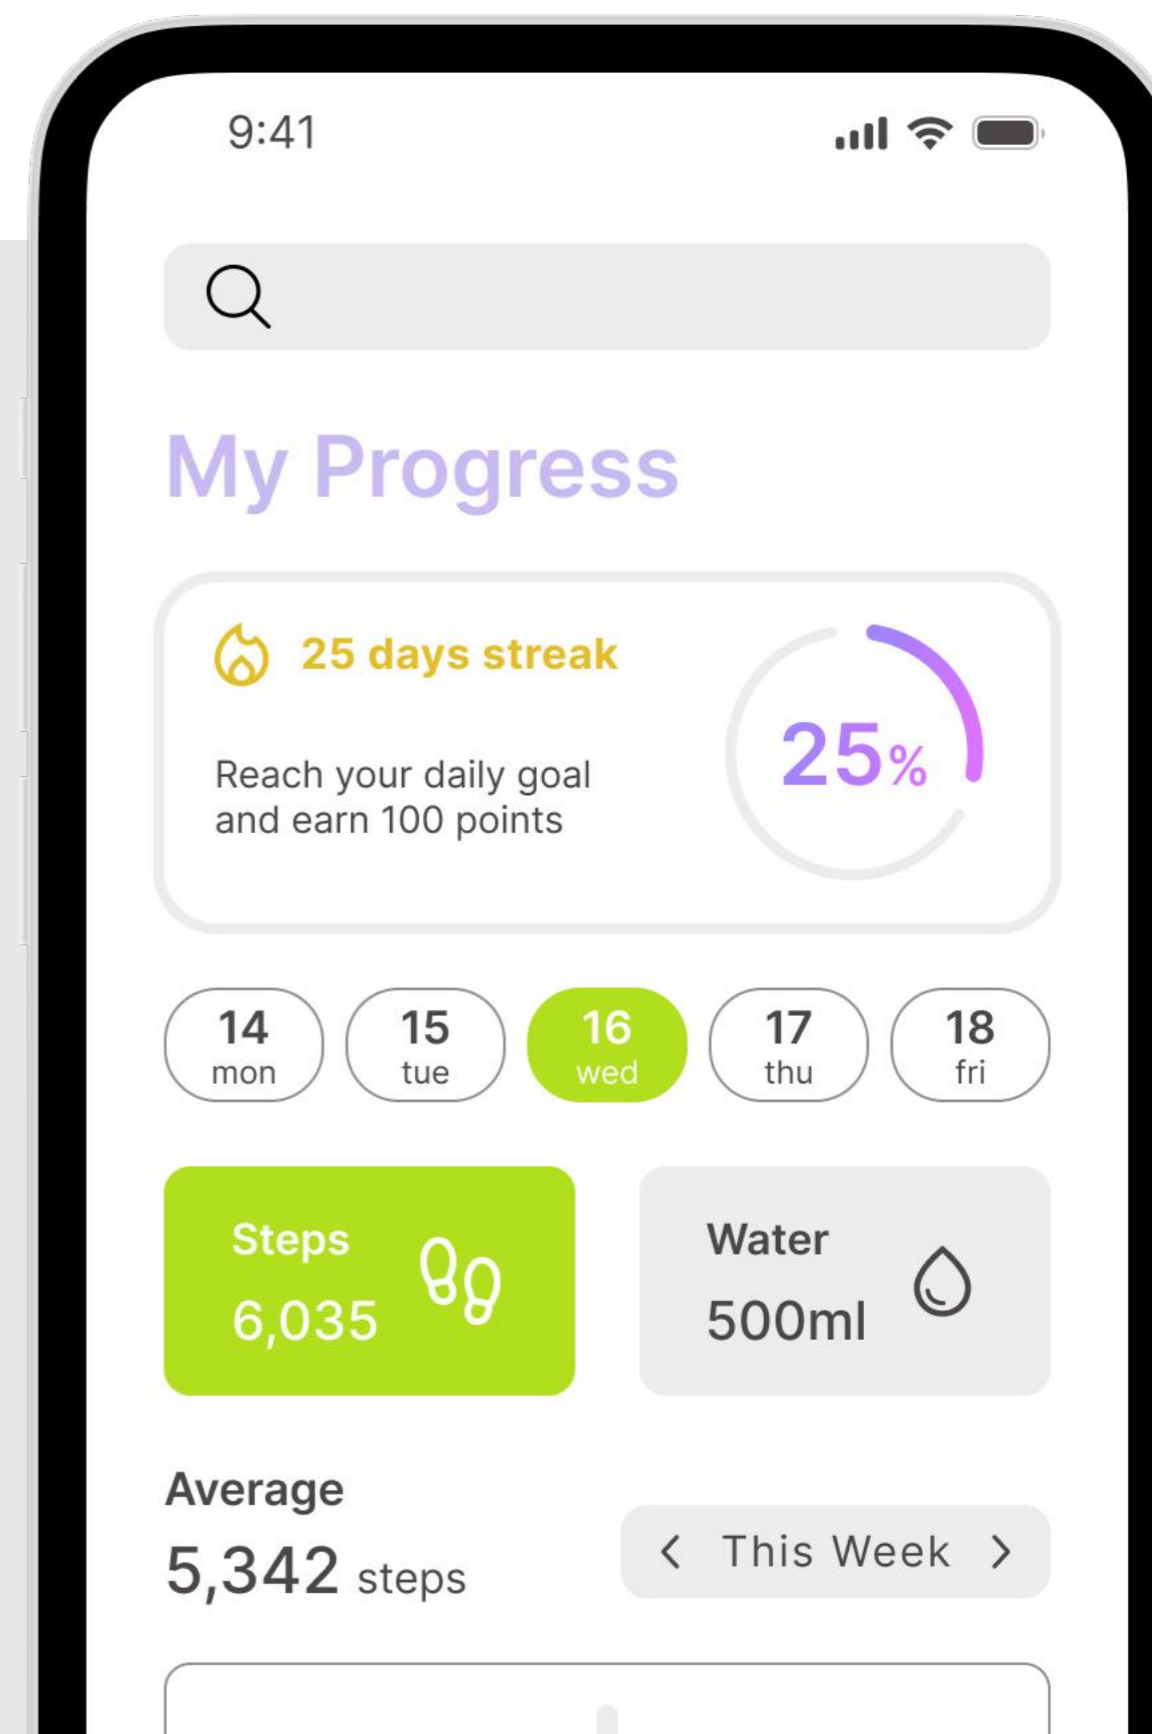 9:41
My Progress
25 days streak
25%
Reach your daily goal
and earn 100 points
14
mon
15
tue
16
wed
17
thu
18
fri
Steps
6,035
Water
500ml
Average
5,342 steps
This Week